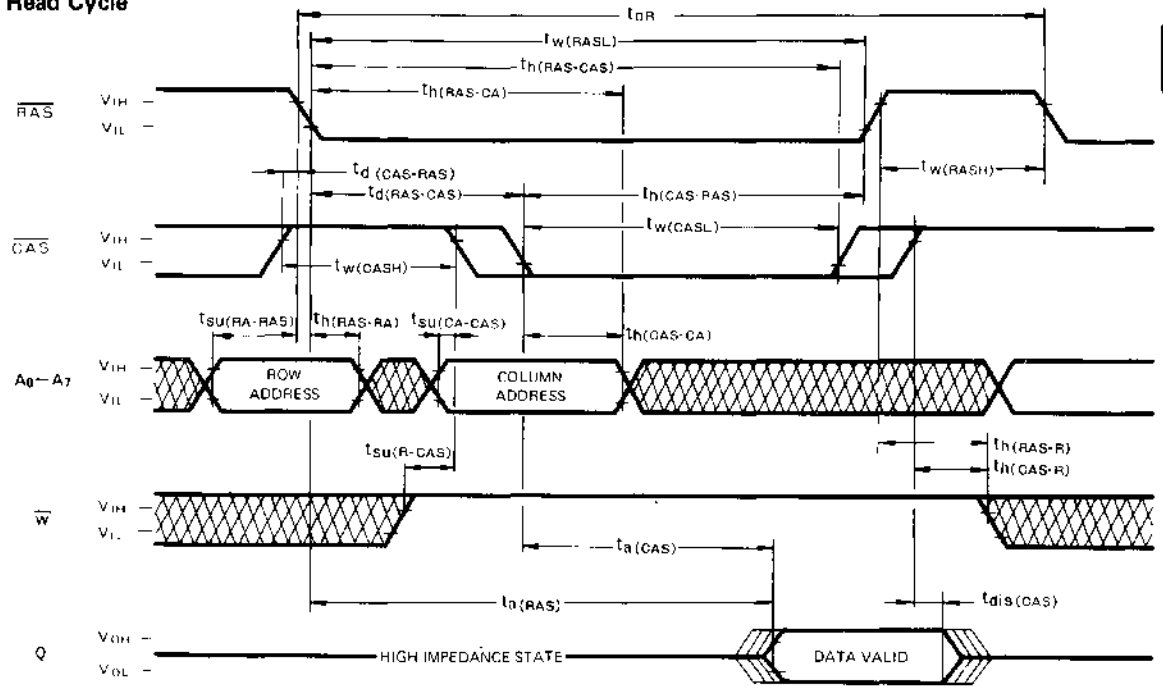 Read Cycle
tCR
tw(RASL)
th(RAS-CAS)
th(RAS-CA)
RAS
VIH
VIL
tw(RASH)
td(CAS-RAS)
td(RAS-CAS)
th(CAS-RAS)
CAS
VIH
VIL
tw(CASL)
tw(CASH)
tsu(RA-RAS)
th(RAS-RA)
tsu(CA-CAS)
th(CAS-CA)
A0~A7
VIH
VIL
ROW
ADDRESS
COLUMN
ADDRESS
tsu(R-CAS)
th(RAS-R)
th(CAS-R)
W
VIH
VIL
ta(CAS)
ta(RAS)
tdis(CAS)
Q
VOH
VOL
HIGH IMPEDANCE STATE
DATA VALID